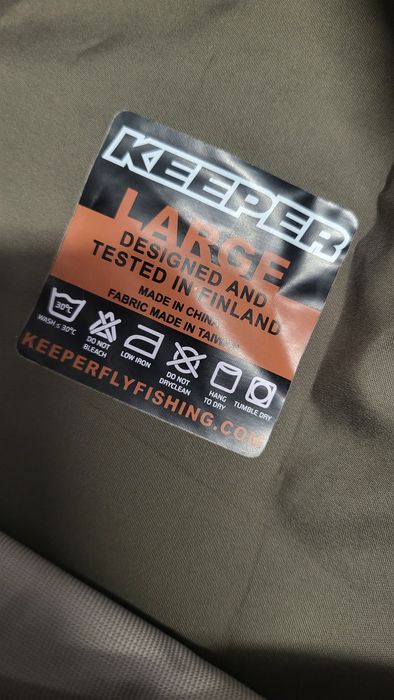 KEEPER
LARGE
DESIGNED AND
TESTED IN FINLAND
MADE IN CHINA
FABRIC MADE IN TAIWAN
30°C
WASH ≤ 30°C
DO NOT
BLEACH
LOW IRON
DO NOT
DRYCLEAN
HANG
TO DRY
TUMBLE DRY
KEEPERFLYFISHING.COM